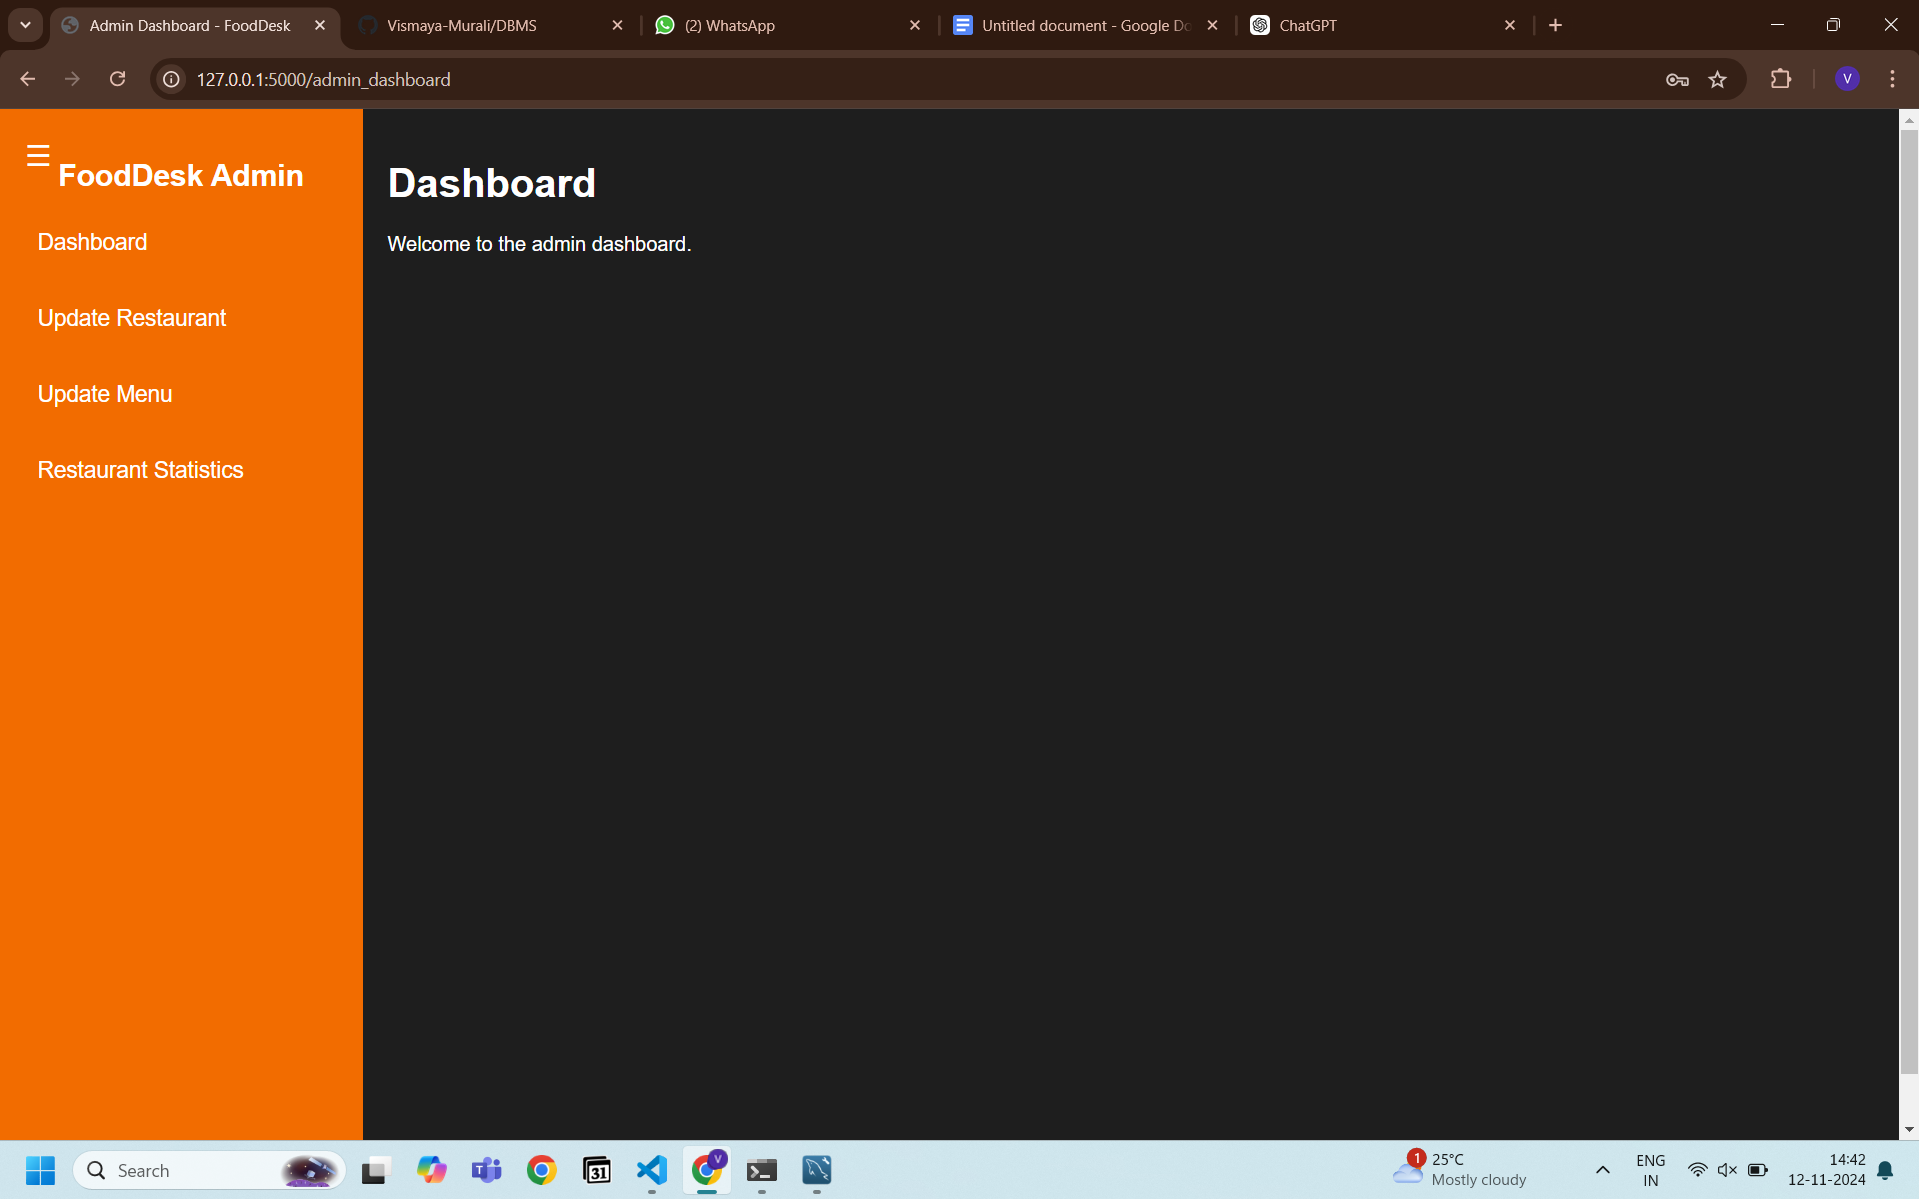 Admin Dashboard - FoodDesk
Vismaya-Murali/DBMS
(2) WhatsApp
Untitled document - Google Do
ChatGPT
127.0.0.1:5000/admin_dashboard
V
FoodDesk Admin
Dashboard
Update Restaurant
Update Menu
Restaurant Statistics
Dashboard
Welcome to the admin dashboard.
Search
T
31
V
1
25°C
Mostly cloudy
ENG
IN
14:42
12-11-2024